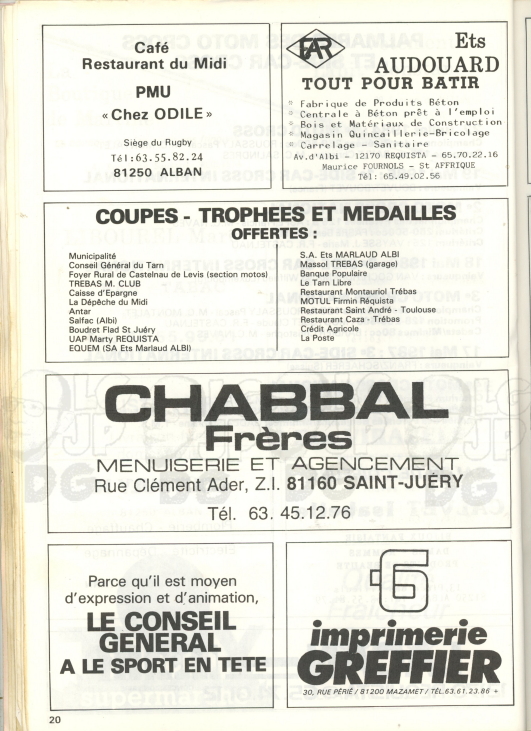 Café
Restaurant du Midi
PMU
« Chez ODILE »
Siège du Rugby
Tél:63.55.82.24
81250 ALBAN
FAR
Ets
AUDOUARD
TOUT POUR BATIR
* Fabrique de Produits Béton
* Centrale à Béton prêt à l'emploi
* Bois et Matériaux de Construction
* Magasin Quincaillerie-Bricolage
* Carrelage - Sanitaire
Av.d'Albi - 12170 REQUISTA - 65.70.22.16
Maurice FOURNOLS - St AFFRIQUE
Tél: 65.49.02.56
COUPES - TROPHEES ET MEDAILLES
OFFERTES :
Municipalité
Conseil Général du Tarn
Foyer Rural de Castelnau de Levis (section motos)
TREBAS M. CLUB
Caisse d'Epargne
La Dépêche du Midi
Antar
Salfac (Albi)
Boudret Flad St Juéry
UAP Marty REQUISTA
EQUEM (SA Ets Marlaud ALBI)
S.A. Ets MARLAUD ALBI
Massol TREBAS (garage)
Banque Populaire
Le Tarn Libre
Restaurant Montauriol Trébas
MOTUL Firmin Réquista
Restaurant Saint André - Toulouse
Restaurant Caza - Trébas
Crédit Agricole
La Poste
CHABBAL
Frères
MENUISERIE ET AGENCEMENT
Rue Clément Ader, Z.I. 81160 SAINT-JUÉRY
Tél. 63. 45.12.76
Parce qu'il est moyen
d'expression et d'animation,
LE CONSEIL
GENERAL
A LE SPORT EN TETE
imprimerie
GREFFIER
30, RUE PÉRIÉ / 81200 MAZAMET / TÉL.63.61.23.86 +
20